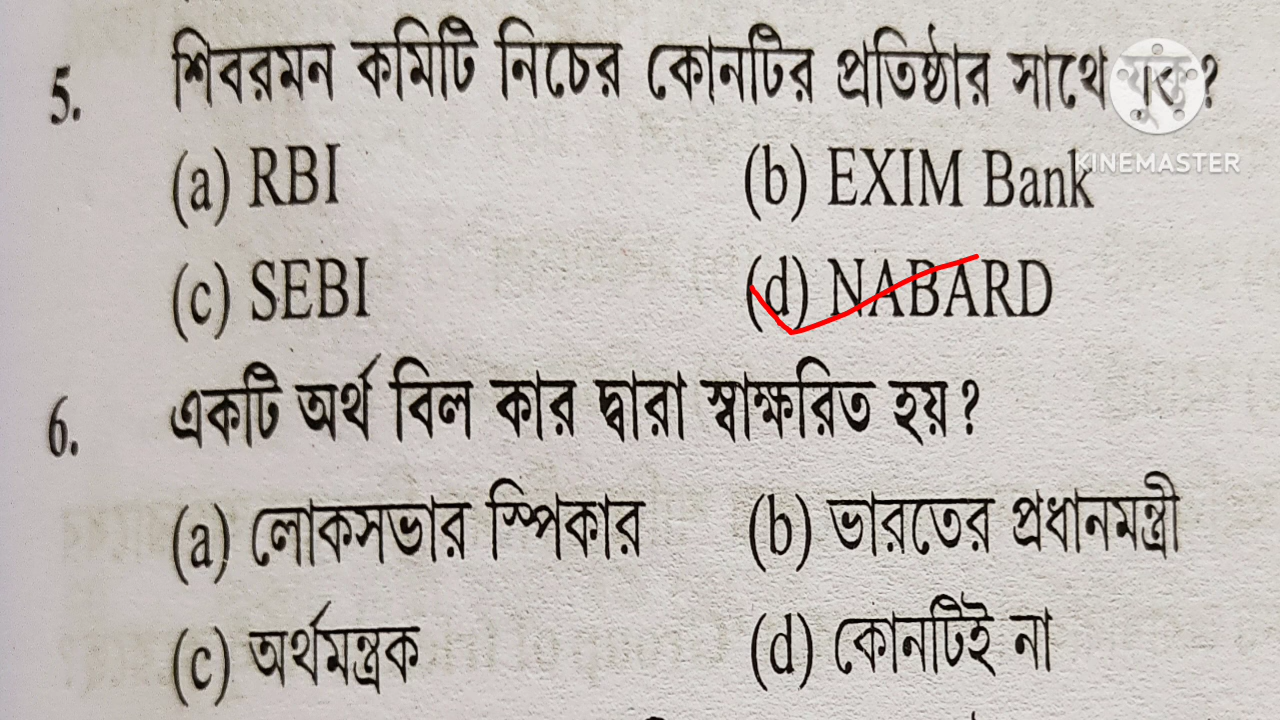 5. শিবরমন কমিটি নিচের কোনটির প্রতিষ্ঠার সাথে যুক্ত ?
KINEMASTER
(a) RBI (b) EXIM Bank
(c) SEBI (d) NABARD
6. একটি অর্থ বিল কার দ্বারা স্বাক্ষরিত হয় ?
(a) লোকসভার স্পিকার (b) ভারতের প্রধানমন্ত্রী
(c) অর্থমন্ত্রক (d) কোনটিই না